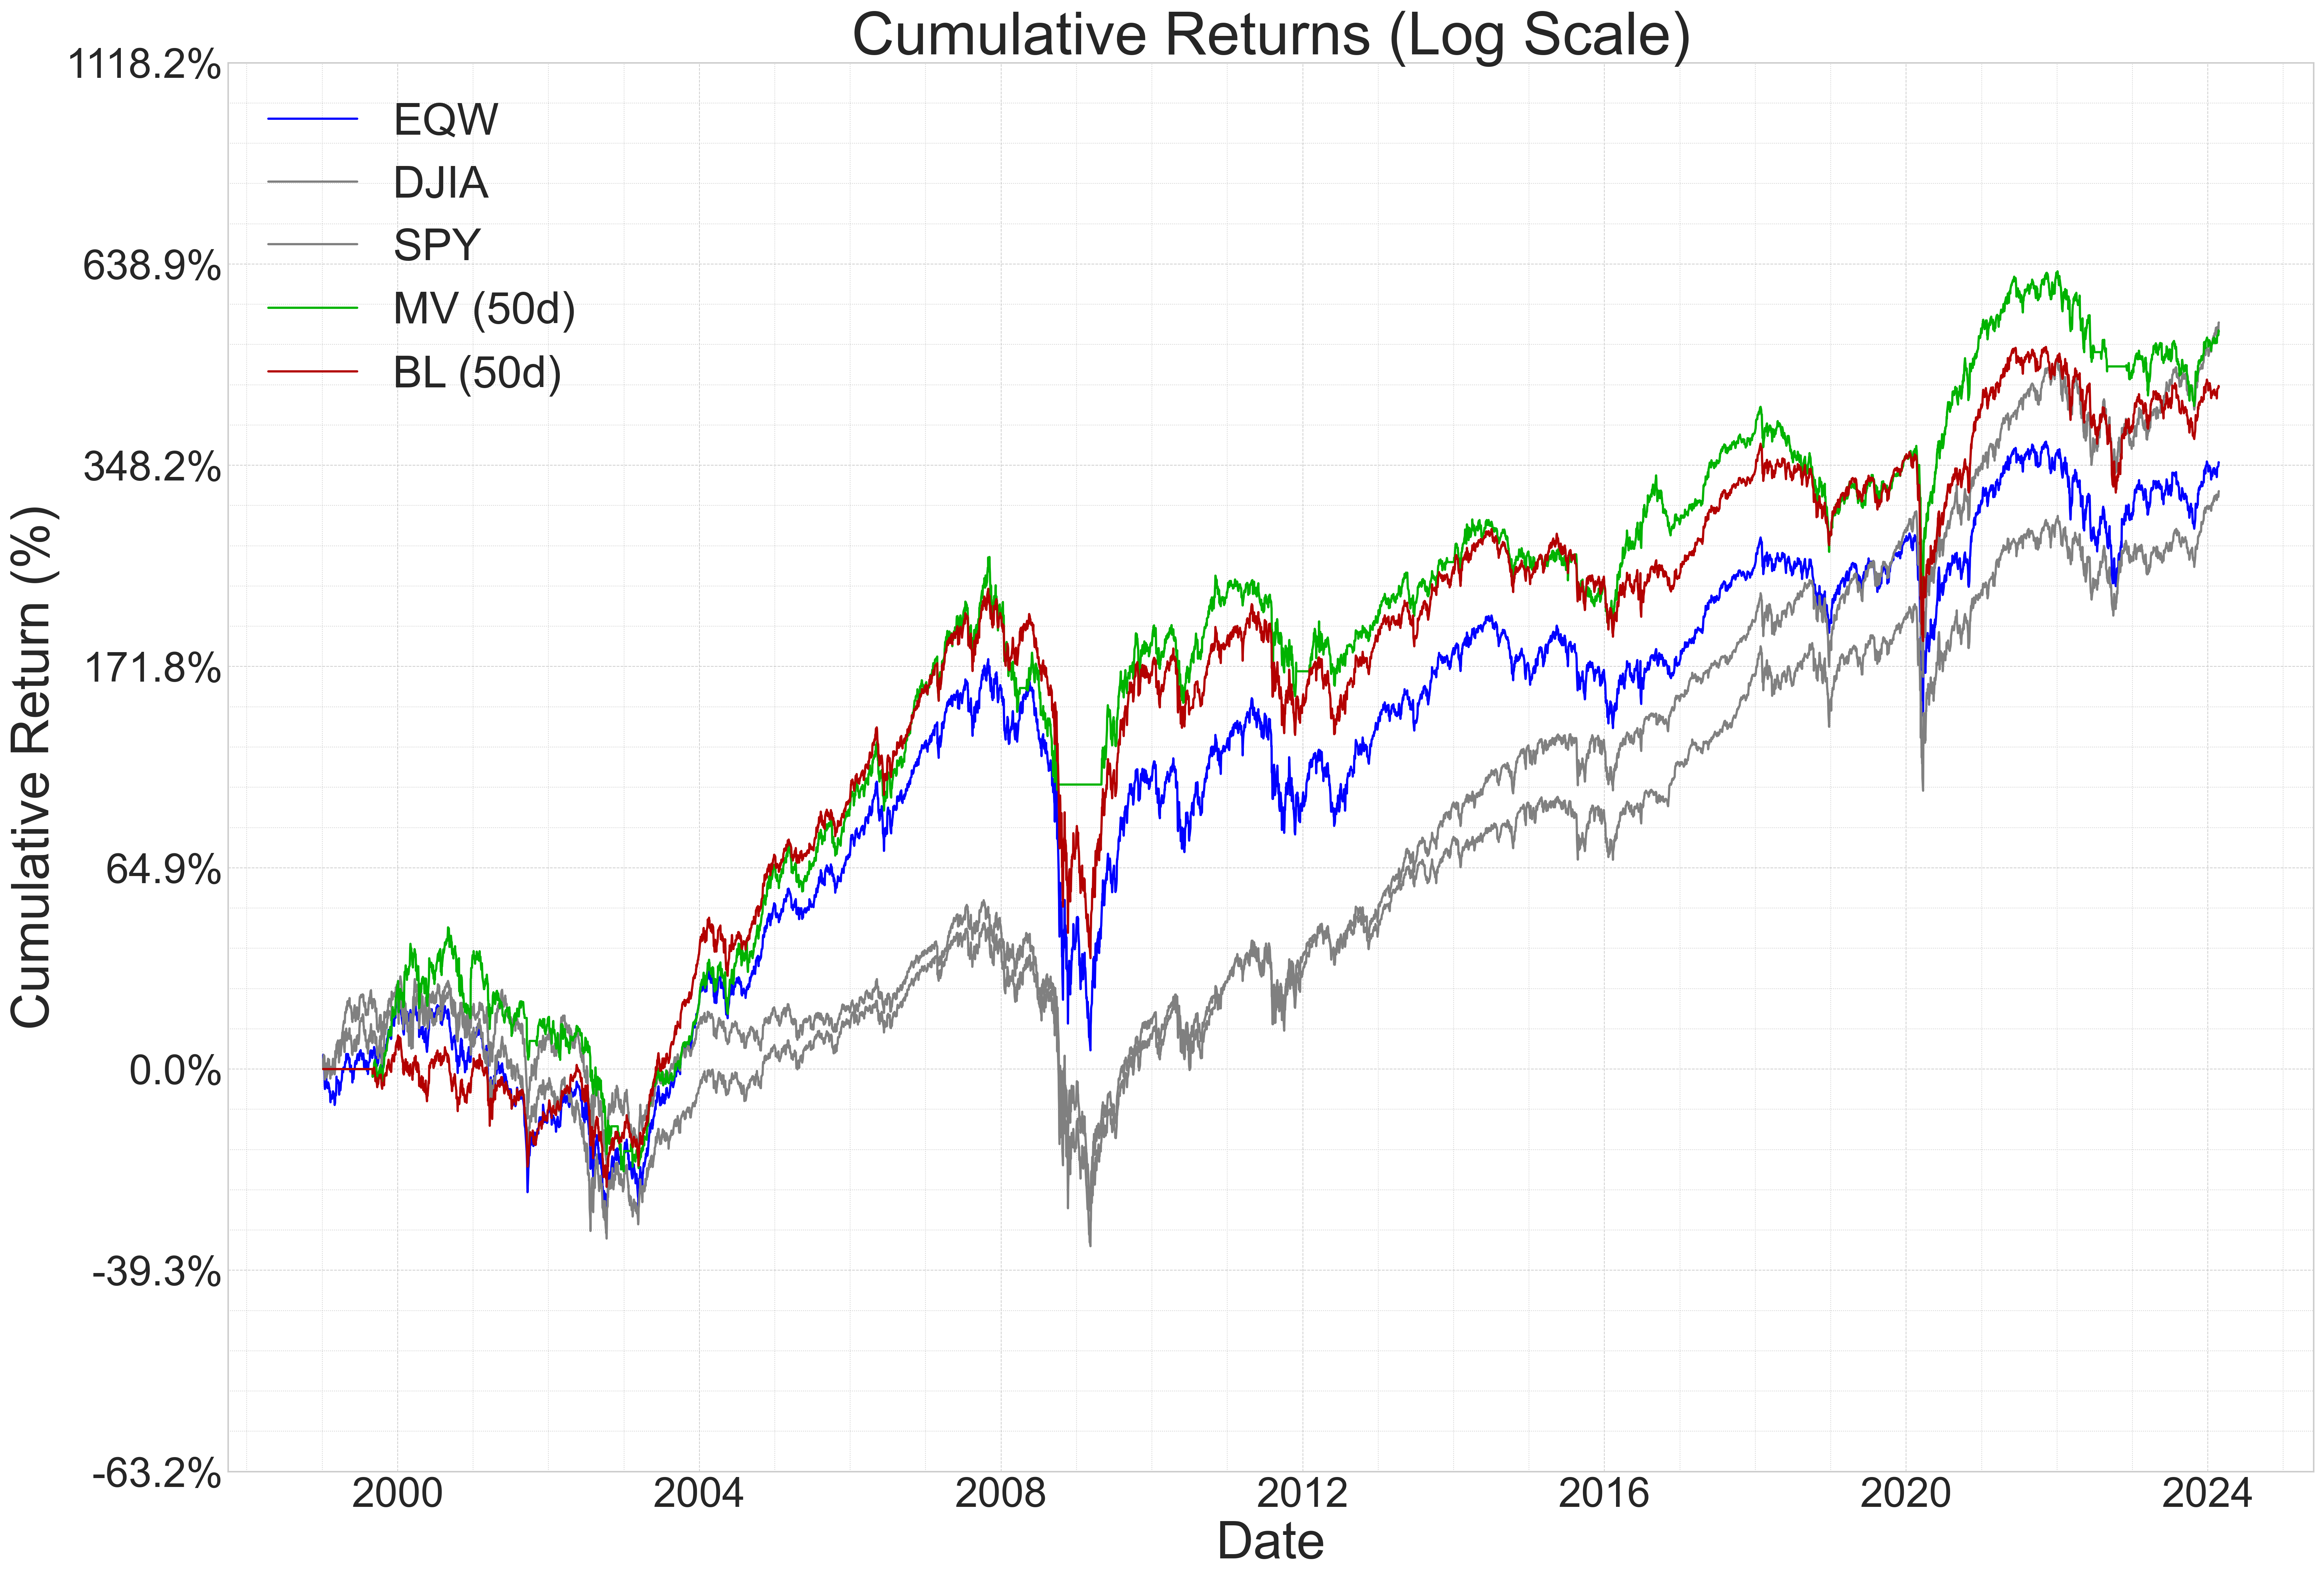 Cumulative Returns (Log Scale)
1118.2%
638.9%
348.2%
171.8%
64.9%
0.0%
-39.3%
-63.2%
Cumulative Return (%)
EQW
DJIA
SPY
MV (50d)
BL (50d)
2000 2004 2008 2012 2016 2020 2024
Date